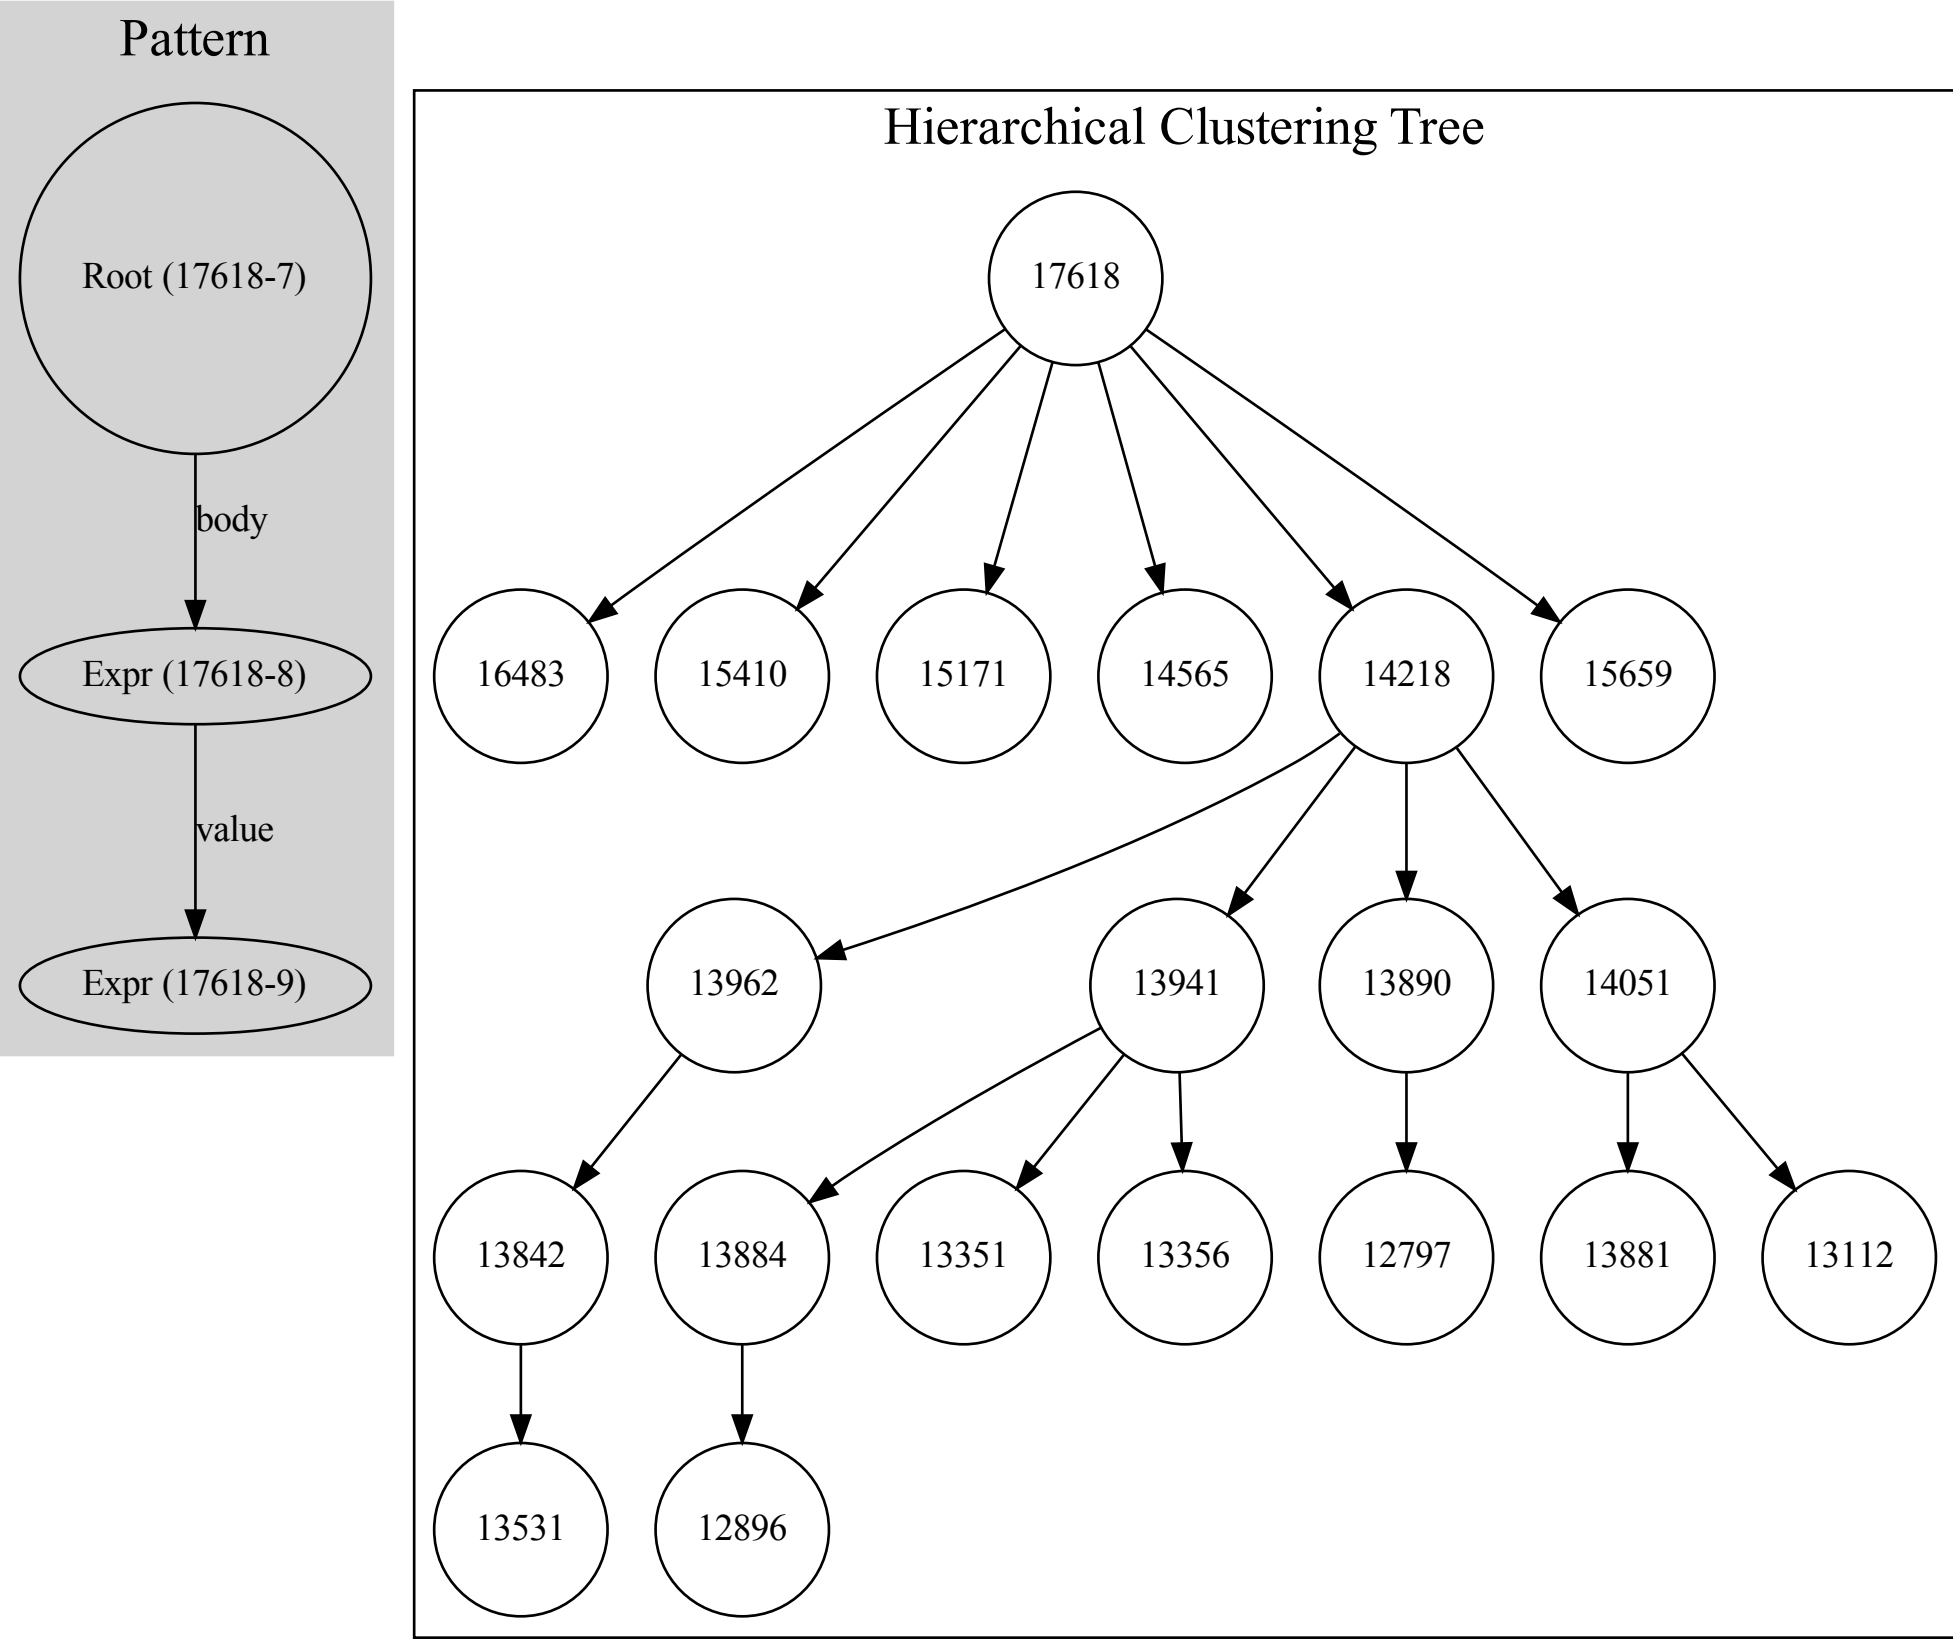 Pattern
Root (17618-7)
body
Expr (17618-8)
value
Expr (17618-9)
Hierarchical Clustering Tree
17618
16483
15410
15171
14565
14218
15659
13962
13941
13890
14051
13842
13884
13351
13356
12797
13881
13112
13531
12896